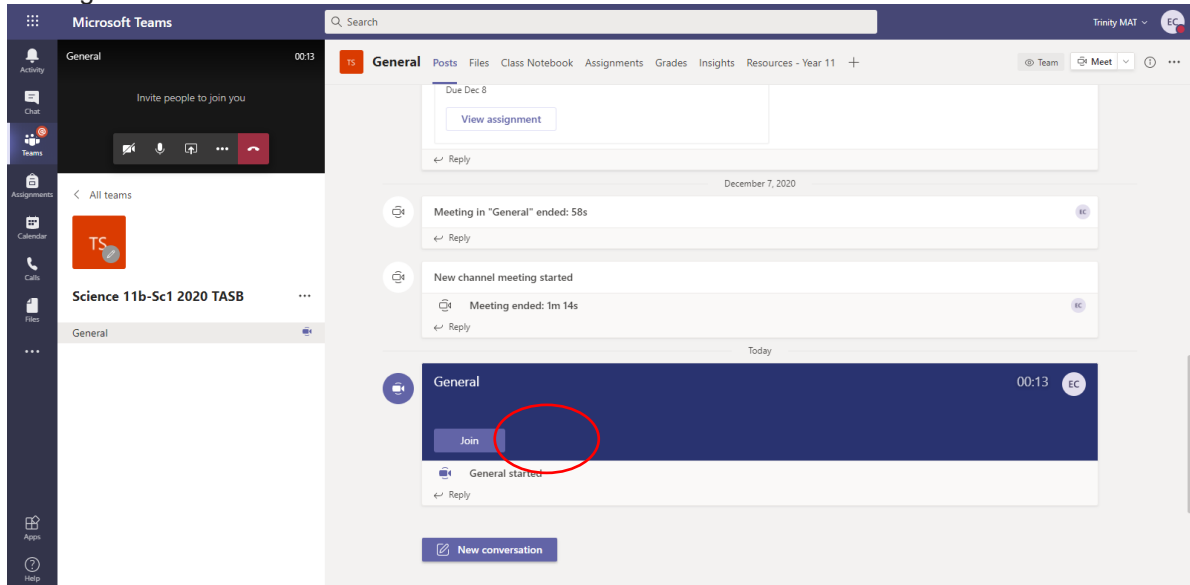 Microsoft Teams
Search
Trinity MAT
EC
Activity
Chat
Teams
Assignments
Calendar
Calls
Files
Apps
Help
General 00:13
Invite people to join you
All teams
TS
Science 11b-Sc1 2020 TASB
General
TS General Posts Files Class Notebook Assignments Grades Insights Resources - Year 11
Team Meet
Due Dec 8
View assignment
Reply
December 7, 2020
Meeting in "General" ended: 58s EC
Reply
New channel meeting started
Meeting ended: 1m 14s EC
Reply
Today
General 00:13 EC
Join
General started
Reply
New conversation